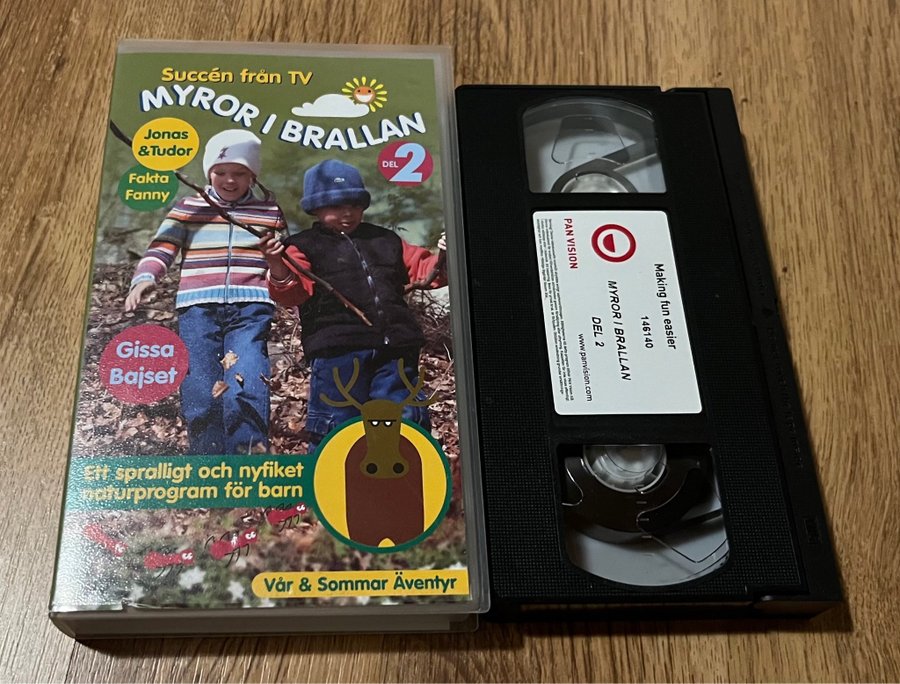 Succén från TV
MYROR I BRALLAN
DEL 2
Jonas
&Tudor
Fakta
Fanny
Gissa
Bajset
Ett spralligt och nyfiket
naturprogram för barn
Vår & Sommar Äventyr
Making fun easier
146140
MYROR I BRALLAN
DEL 2
www.panvision.com
PAN VISION